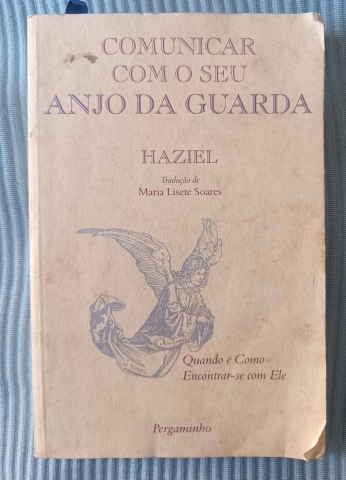 COMUNICAR
COM O SEU
ANJO DA GUARDA
HAZIEL
Tradução de
Maria Lisete Soares
Quando e Como
Encontrar-se com Ele
Pergaminho